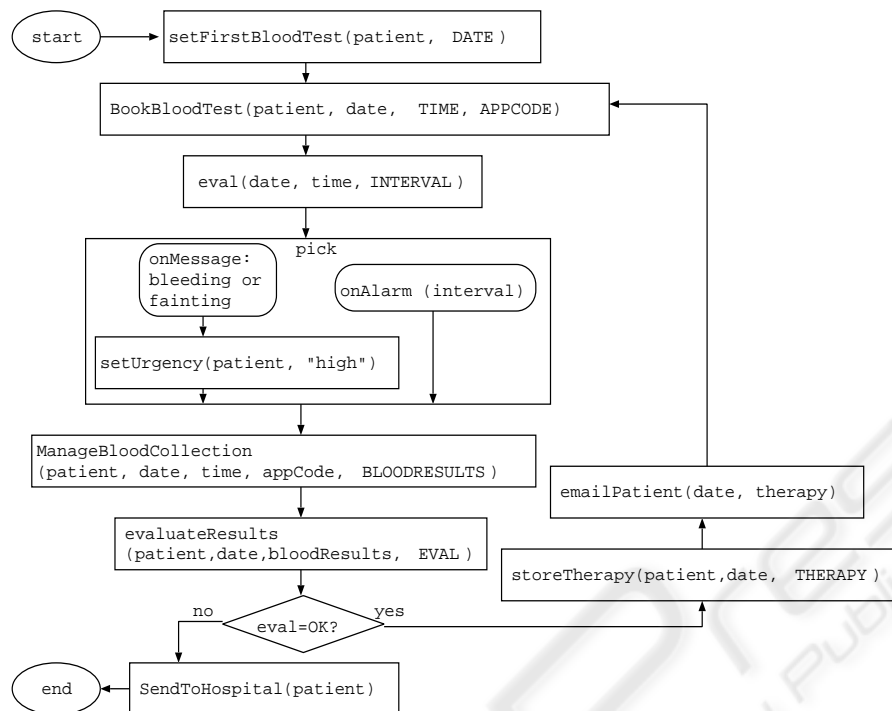 start
setFirstBloodTest(patient, DATE )
BookBloodTest(patient, date, TIME, APPCODE)
eval(date, time, INTERVAL )
pick
onMessage:
bleeding or
fainting
onAlarm (interval)
setUrgency(patient, "high")
ManageBloodCollection
(patient, date, time, appCode, BLOODRESULTS )
emailPatient(date, therapy)
evaluateResults
(patient,date,bloodResults, EVAL )
storeTherapy(patient,date, THERAPY )
no
yes
eval=OK?
end
SendToHospital(patient)